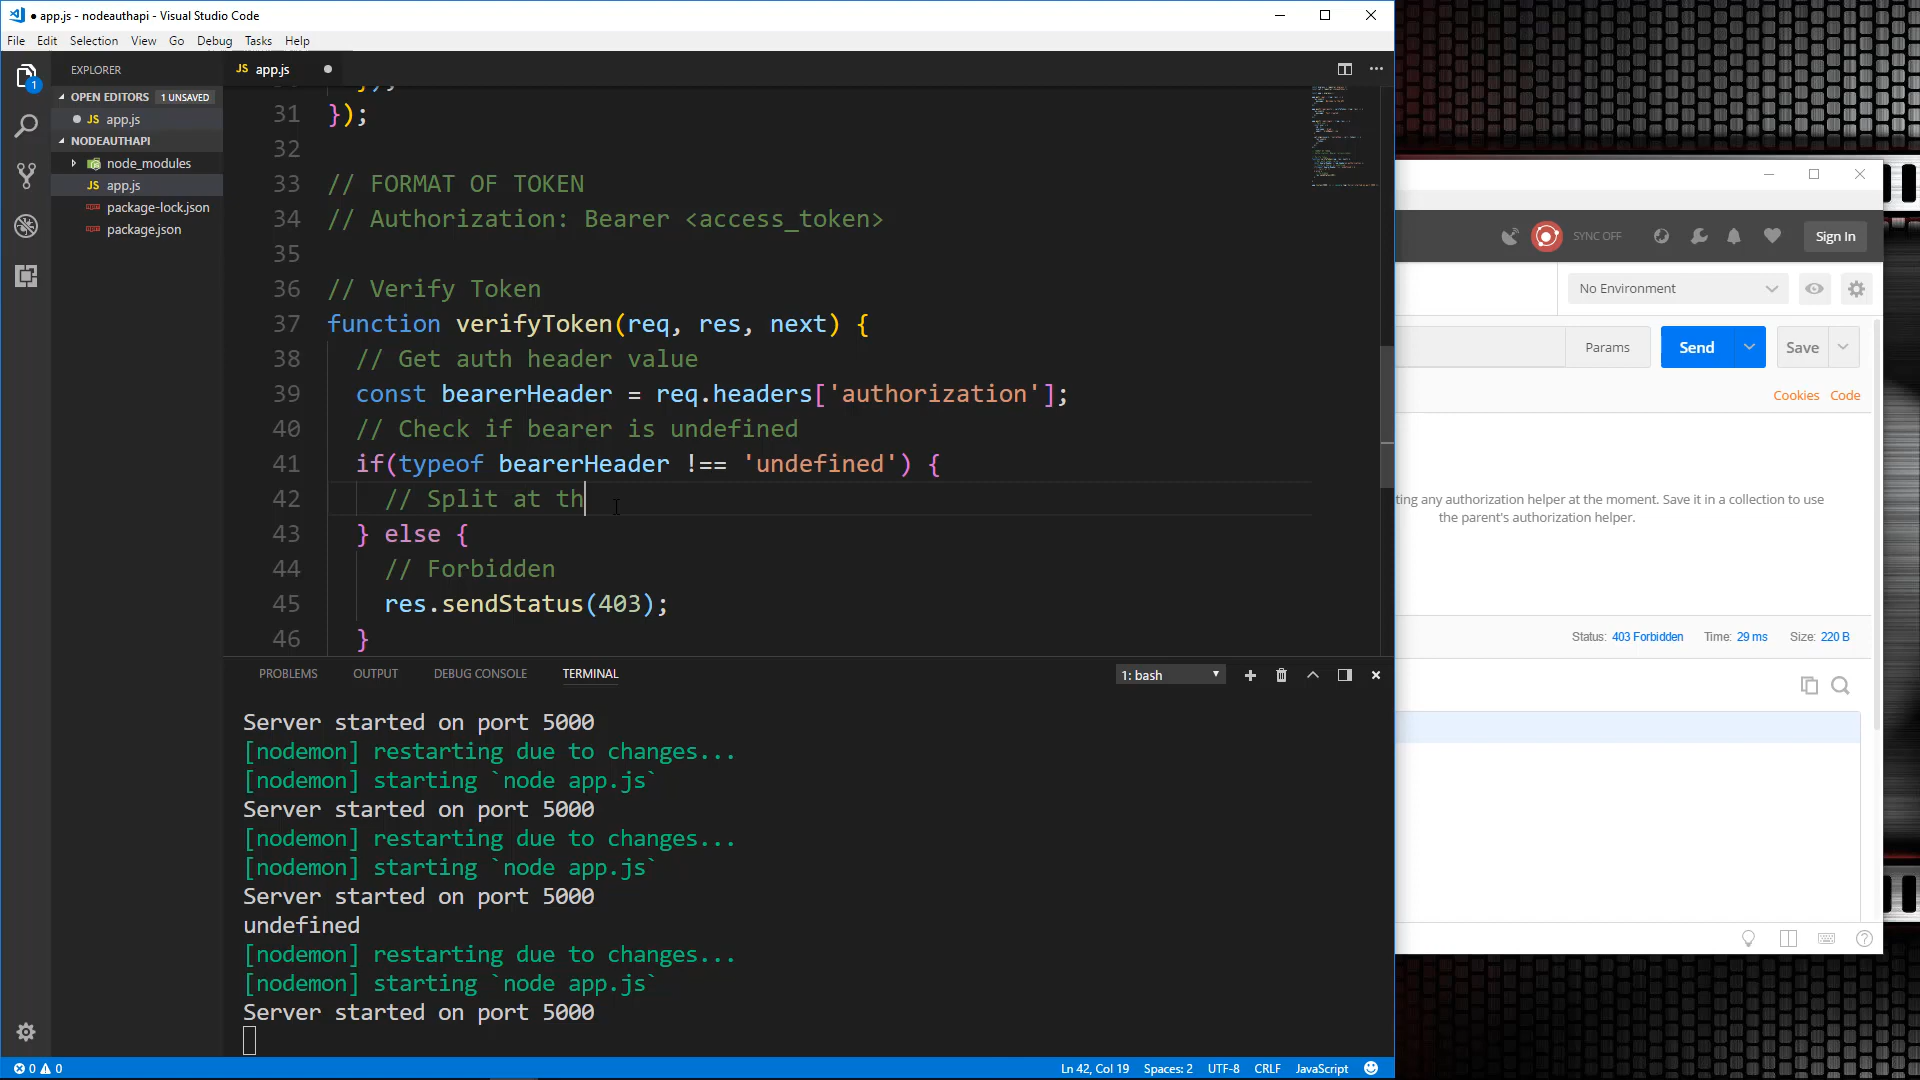 ● app.js - nodeauthapi - Visual Studio Code
File Edit Selection View Go Debug Tasks Help
EXPLORER
OPEN EDITORS 1 UNSAVED
● JS app.js
NODEAUTHAPI
node_modules
JS app.js
package-lock.json
package.json
1
JS app.js ●
31 });
32
33 // FORMAT OF TOKEN
34 // Authorization: Bearer <access_token>
35
36 // Verify Token
37 function verifyToken(req, res, next) {
38 // Get auth header value
39 const bearerHeader = req.headers['authorization'];
40 // Check if bearer is undefined
41 if(typeof bearerHeader !== 'undefined') {
42 // Split at th
43 } else {
44 // Forbidden
45 res.sendStatus(403);
46 }
PROBLEMS OUTPUT DEBUG CONSOLE TERMINAL 1: bash
Server started on port 5000
[nodemon] restarting due to changes...
[nodemon] starting `node app.js`
Server started on port 5000
[nodemon] restarting due to changes...
[nodemon] starting `node app.js`
Server started on port 5000
undefined
[nodemon] restarting due to changes...
[nodemon] starting `node app.js`
Server started on port 5000
0 0 Ln 42, Col 19 Spaces: 2 UTF-8 CRLF JavaScript
SYNC OFF Sign In
No Environment
Params Send Save
Cookies Code
ting any authorization helper at the moment. Save it in a collection to use
the parent's authorization helper.
Status: 403 Forbidden Time: 29 ms Size: 220 B